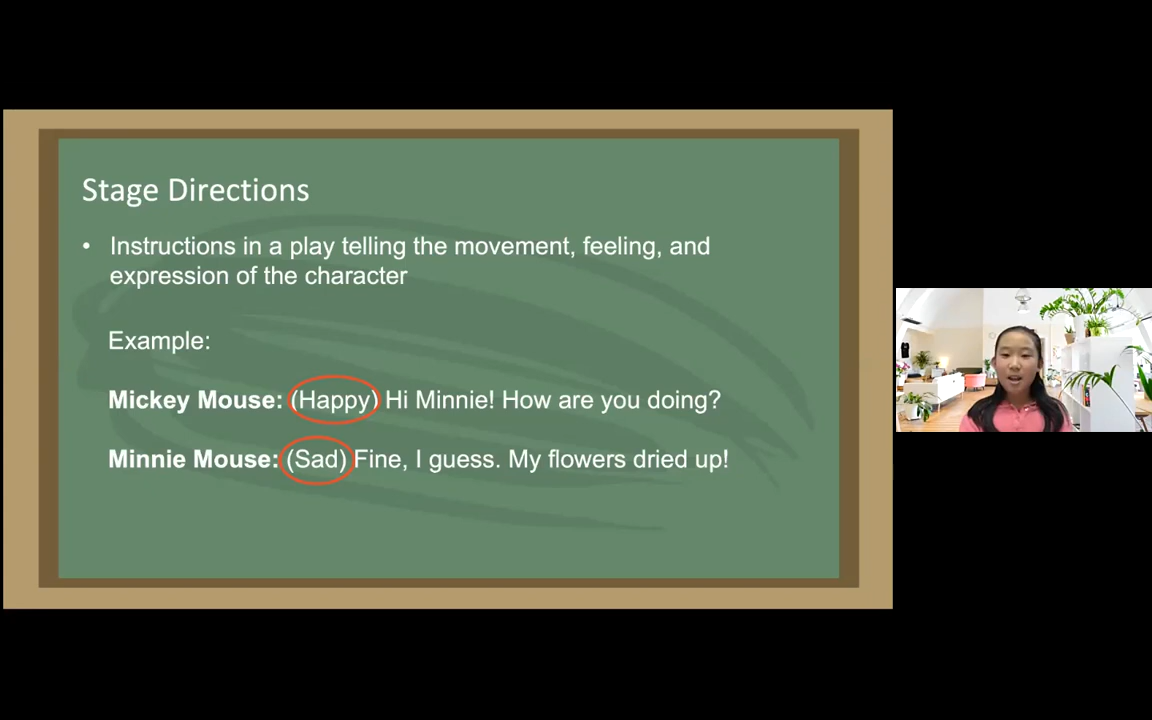 Stage Directions
• Instructions in a play telling the movement, feeling, and
expression of the character
Example:
Mickey Mouse: (Happy) Hi Minnie! How are you doing?
Minnie Mouse: (Sad) Fine, I guess. My flowers dried up!